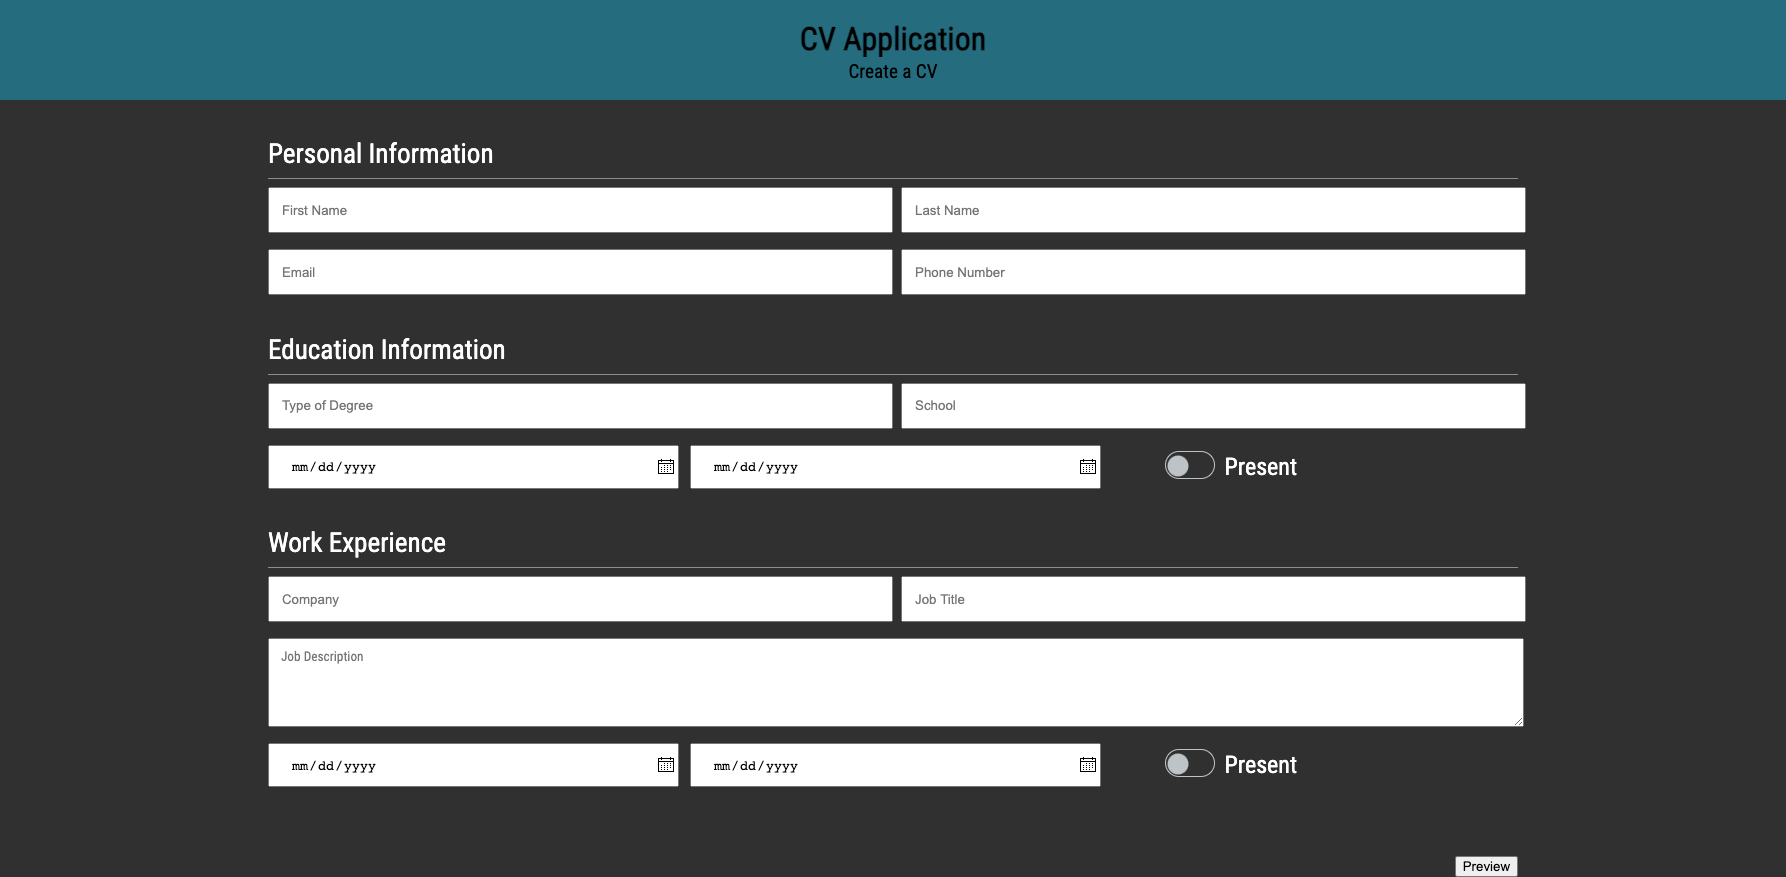 CV Application
Create a CV
Personal Information
First Name
Last Name
Email
Phone Number
Education Information
Type of Degree
School
mm/dd/yyyy
mm/dd/yyyy
Present
Work Experience
Company
Job Title
Job Description
mm/dd/yyyy
mm/dd/yyyy
Present
Preview